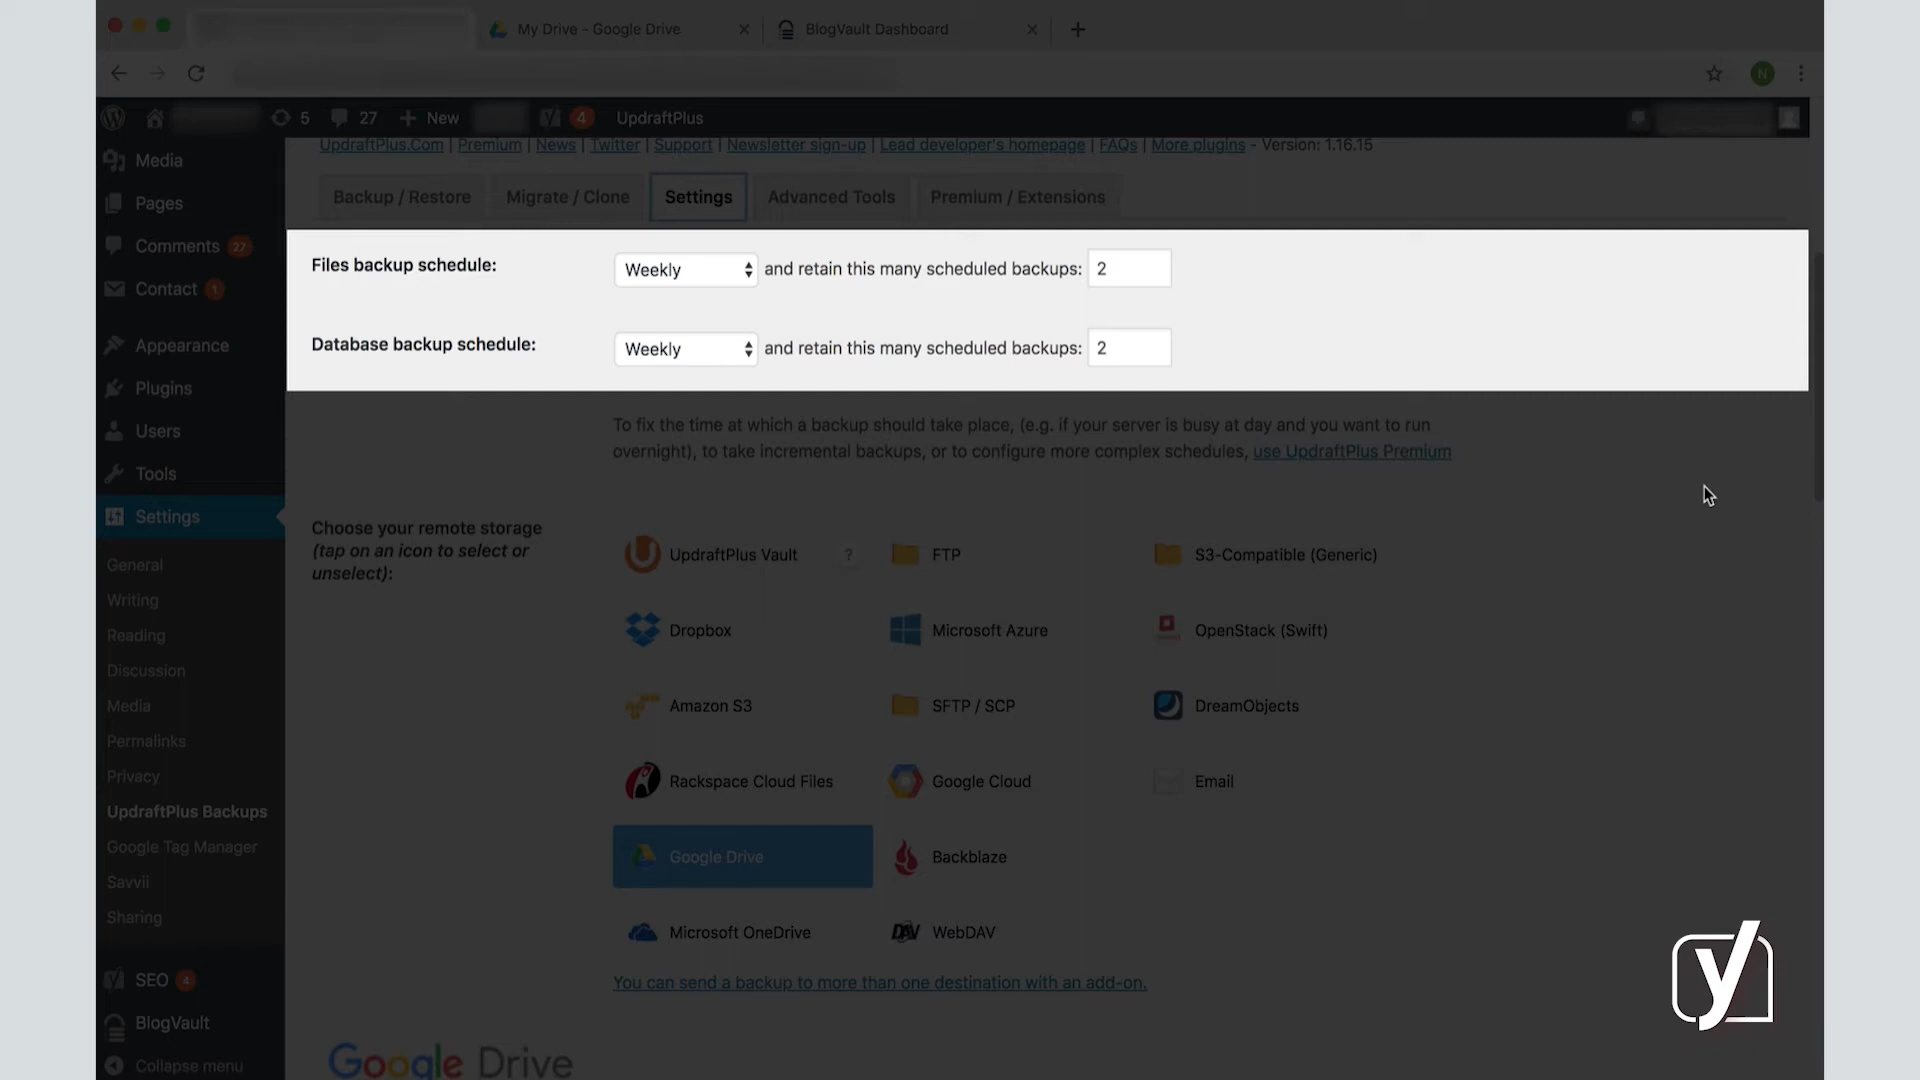 My Drive - Google Drive
BlogVault Dashboard
N
5
27
New
4
UpdraftPlus
UpdraftPlus.Com | Premium | News | Twitter | Support | Newsletter sign-up | Lead developer's homepage | FAQs | More plugins - Version: 1.16.15
Media
Pages
Comments 27
Contact 1
Appearance
Plugins
Users
Tools
Settings
General
Writing
Reading
Discussion
Media
Permalinks
Privacy
UpdraftPlus Backups
Google Tag Manager
Savvii
Sharing
SEO 4
BlogVault
Collapse menu
Backup / Restore
Migrate / Clone
Settings
Advanced Tools
Premium / Extensions
Files backup schedule: Weekly and retain this many scheduled backups: 2
Database backup schedule: Weekly and retain this many scheduled backups: 2
To fix the time at which a backup should take place, (e.g. if your server is busy at day and you want to run
overnight), to take incremental backups, or to configure more complex schedules, use UpdraftPlus Premium
Choose your remote storage
(tap on an icon to select or
unselect):
UpdraftPlus Vault ?
FTP
S3-Compatible (Generic)
Dropbox
Microsoft Azure
OpenStack (Swift)
Amazon S3
SFTP / SCP
DreamObjects
Rackspace Cloud Files
Google Cloud
Email
Google Drive
Backblaze
Microsoft OneDrive
DAV WebDAV
You can send a backup to more than one destination with an add-on.
Google Drive
y